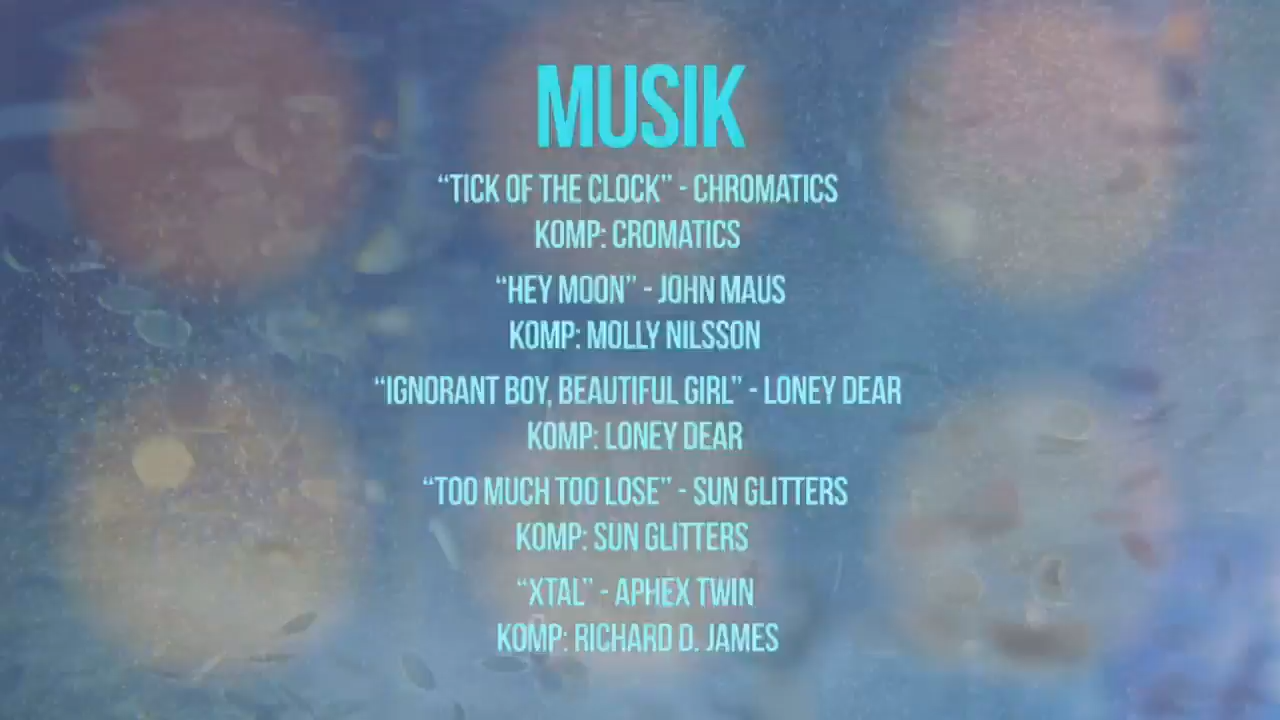 MUSIK
“TICK OF THE CLOCK” - CHROMATICS
KOMP: CROMATICS
“HEY MOON” - JOHN MAUS
KOMP: MOLLY NILSSON
“IGNORANT BOY, BEAUTIFUL GIRL” - LONEY DEAR
KOMP: LONEY DEAR
“TOO MUCH TOO LOSE” - SUN GLITTERS
KOMP: SUN GLITTERS
“XTAL” - APHEX TWIN
KOMP: RICHARD D. JAMES